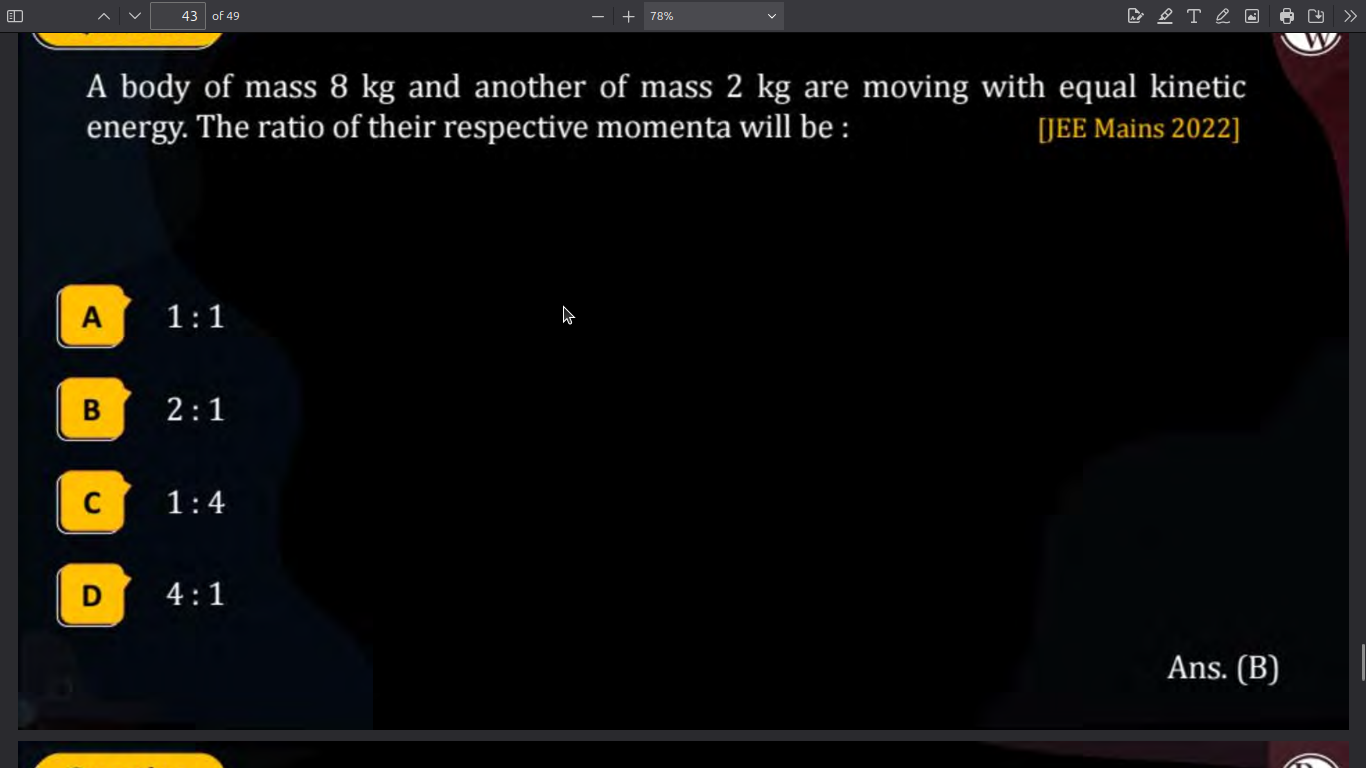 43 of 49
78%
A body of mass 8 kg and another of mass 2 kg are moving with equal kinetic
energy. The ratio of their respective momenta will be : [JEE Mains 2022]
A 1 : 1
B 2 : 1
C 1 : 4
D 4 : 1
Ans. (B)